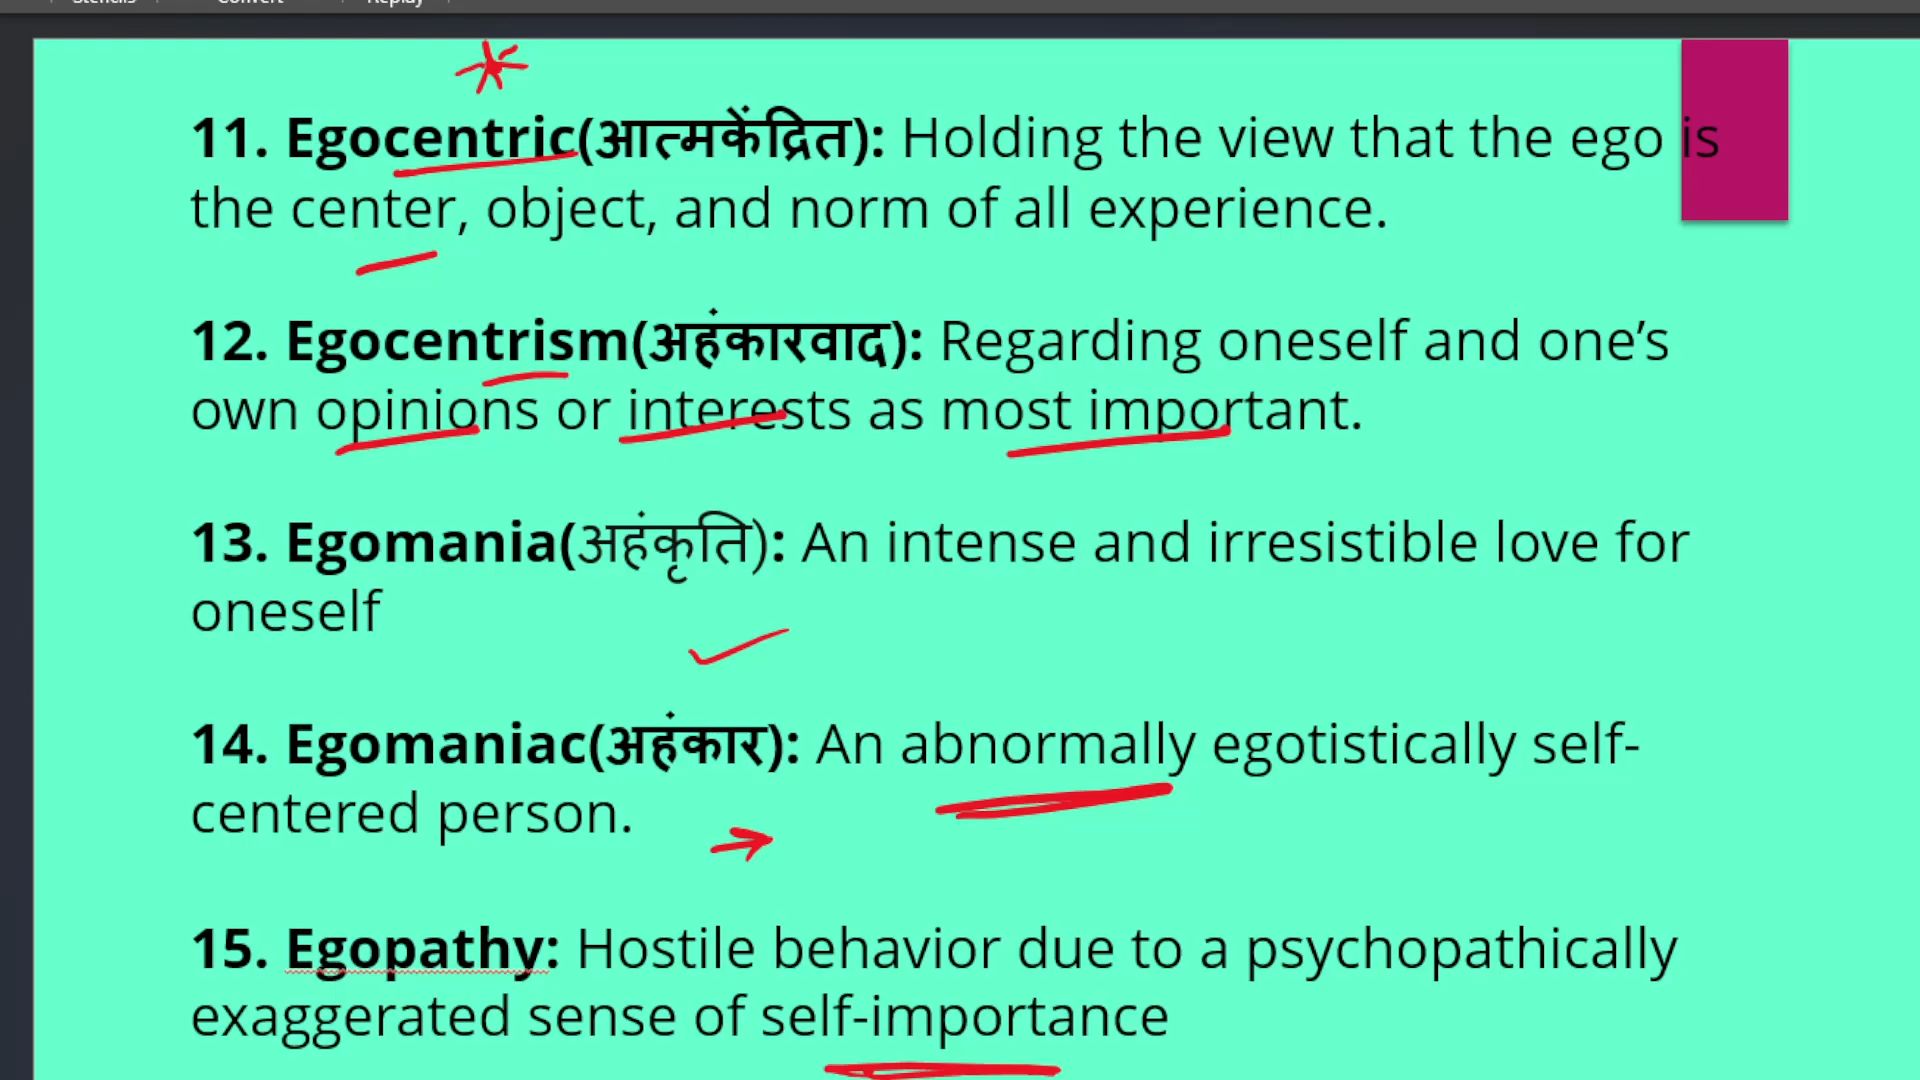 Stencils Convert Replay
11. Egocentric(आत्मकेंद्रित): Holding the view that the ego is
the center, object, and norm of all experience.
12. Egocentrism(अहंकारवाद): Regarding oneself and one’s
own opinions or interests as most important.
13. Egomania(अहंकृति): An intense and irresistible love for
oneself
14. Egomaniac(अहंकार): An abnormally egotistically self-
centered person.
15. Egopathy: Hostile behavior due to a psychopathically
exaggerated sense of self-importance